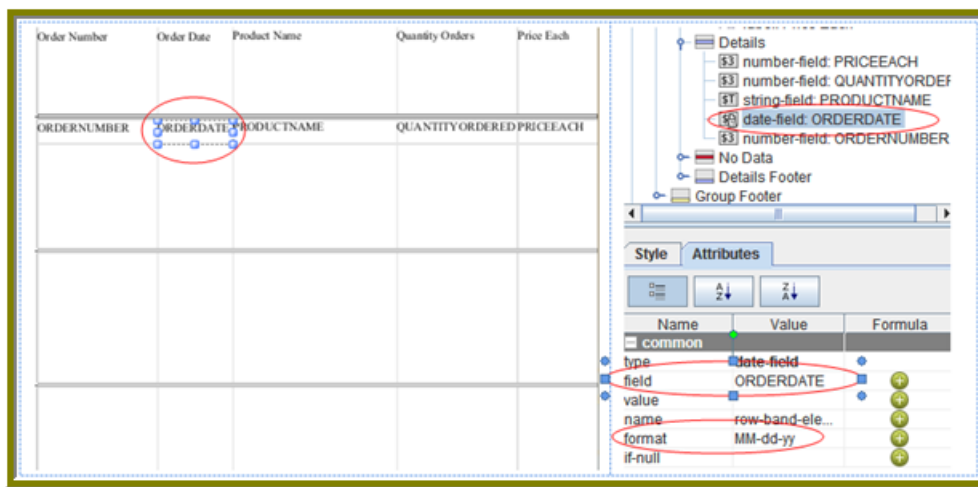 Order Number Order Date Product Name Quantity Orders Price Each
ORDERNUMBER ORDERDATE PRODUCTNAME QUANTITYORDERED PRICEEACH
Details
number-field: PRICEEACH
number-field: QUANTITYORDEF
string-field: PRODUCTNAME
date-field: ORDERDATE
number-field: ORDERNUMBER
No Data
Details Footer
Group Footer
Style Attributes
Name Value Formula
common
type date-field
field ORDERDATE
value
name row-band-ele...
format MM-dd-yy
if-null